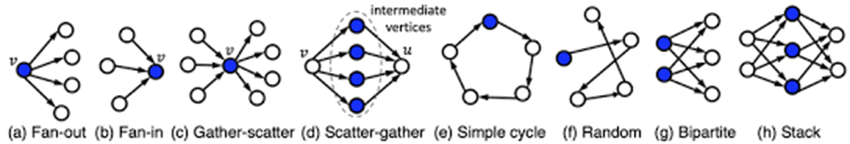 intermediate
vertices
v
v
v
v
u
(a) Fan-out (b) Fan-in (c) Gather-scatter (d) Scatter-gather (e) Simple cycle (f) Random (g) Bipartite (h) Stack